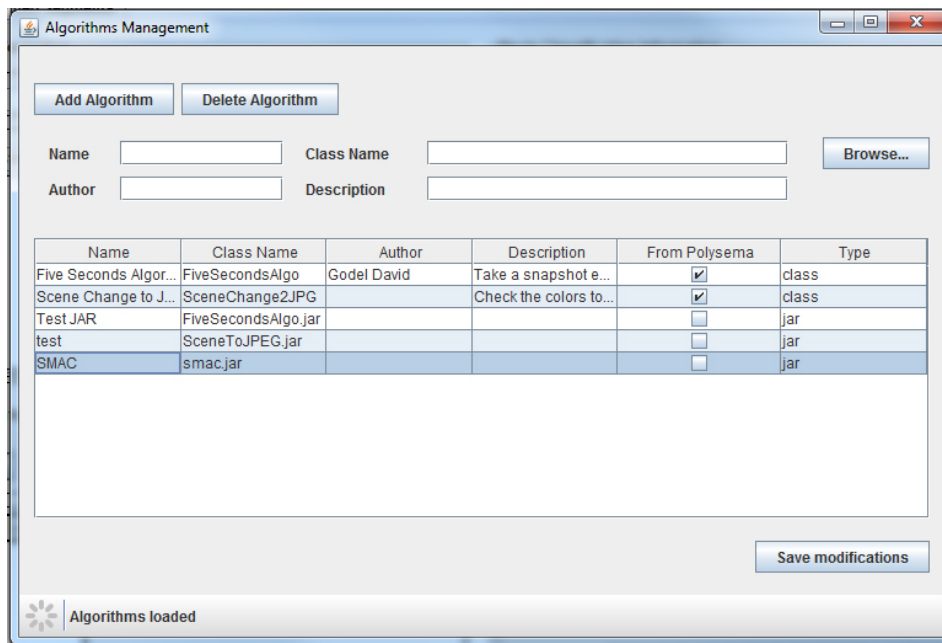 Algorithms Management
Add Algorithm Delete Algorithm
Name Class Name Browse...
Author Description
Name Class Name Author Description From Polysema Type
Five Seconds Algor... FiveSecondsAlgo Godel David Take a snapshot e... class
Scene Change to J... SceneChange2JPG Check the colors to... class
Test JAR FiveSecondsAlgo.jar jar
test SceneToJPEG.jar jar
SMAC smac.jar jar
Save modifications
Algorithms loaded